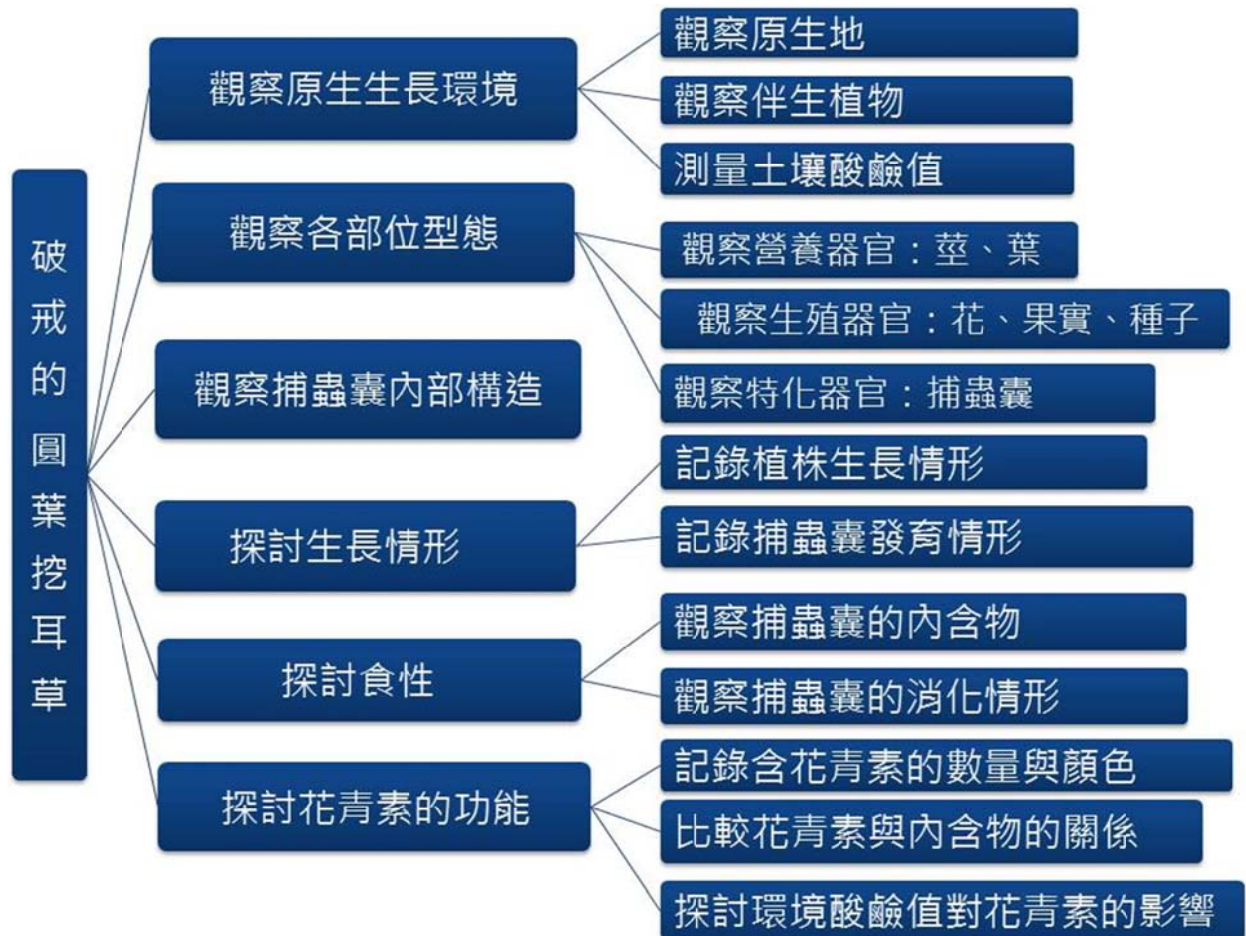 破戒的圓葉挖耳草
觀察原生生長環境
觀察原生地
觀察伴生植物
測量土壤酸鹼值
觀察各部位型態
觀察營養器官：莖、葉
觀察生殖器官：花、果實、種子
觀察特化器官：捕蟲囊
觀察捕蟲囊內部構造
探討生長情形
記錄植株生長情形
記錄捕蟲囊發育情形
探討食性
觀察捕蟲囊的內含物
觀察捕蟲囊的消化情形
探討花青素的功能
記錄含花青素的數量與顏色
比較花青素與內含物的關係
探討環境酸鹼值對花青素的影響